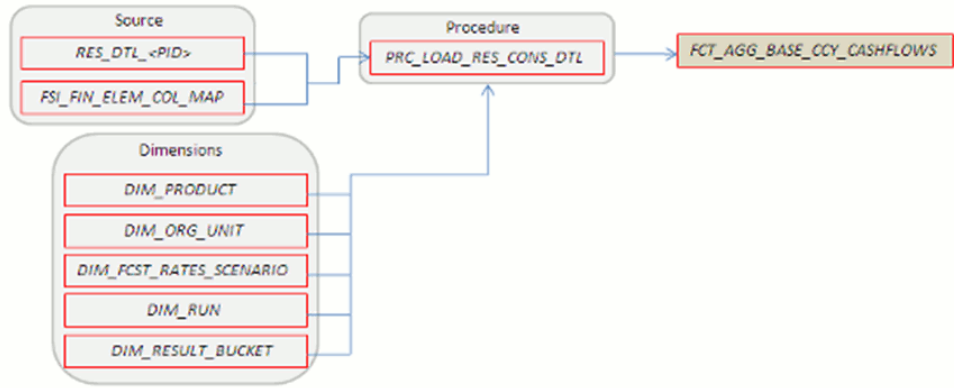 Source
RES_DTL_<PID>
FSI_FIN_ELEM_COL_MAP
Procedure
PRC_LOAD_RES_CONS_DTL
FCT_AGG_BASE_CCY_CASHFLOWS
Dimensions
DIM_PRODUCT
DIM_ORG_UNIT
DIM_FCST_RATES_SCENARIO
DIM_RUN
DIM_RESULT_BUCKET